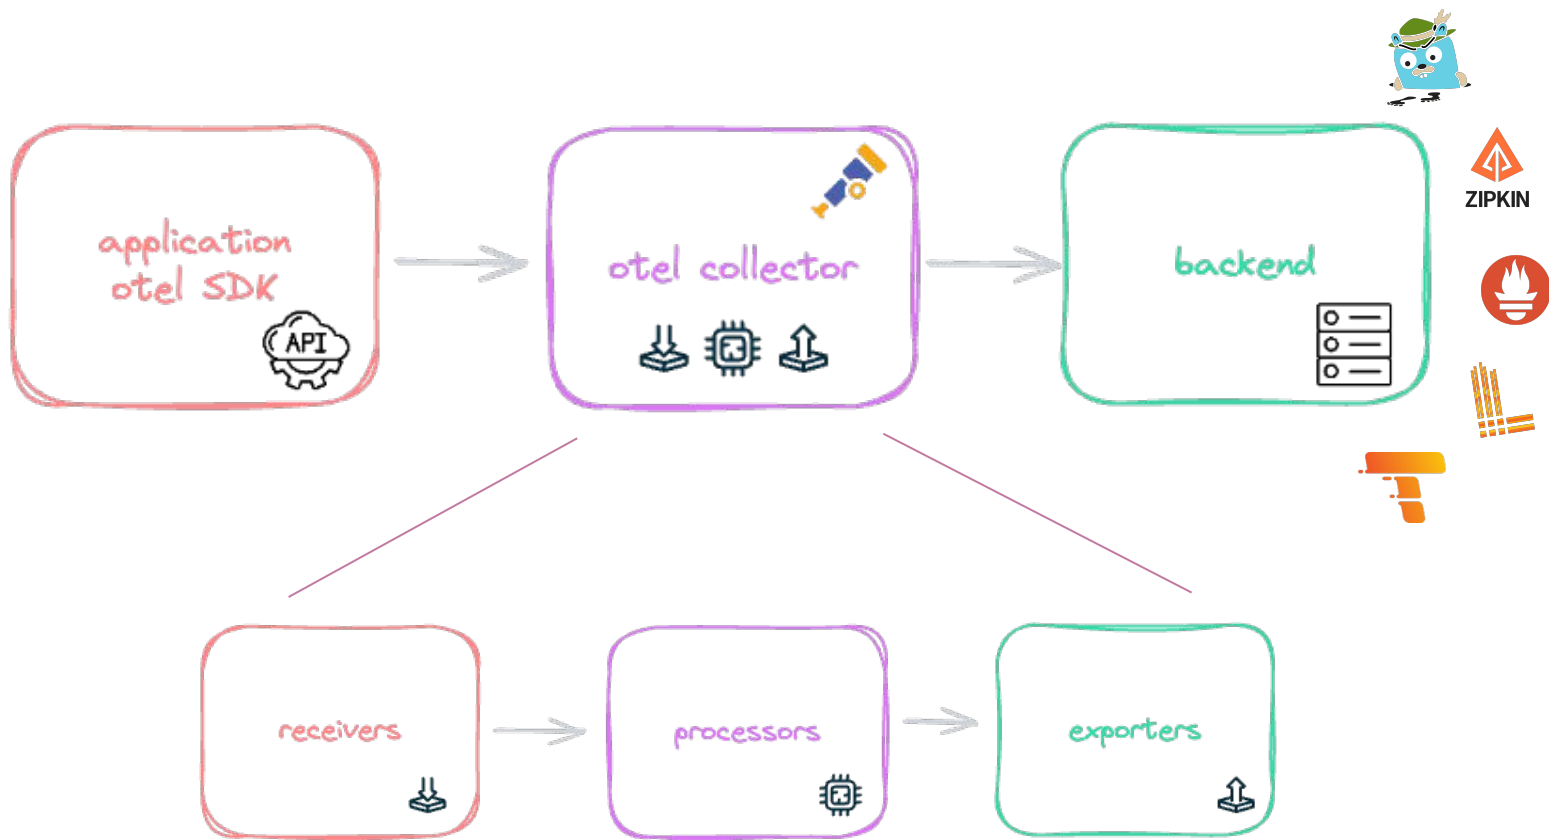 application
otel SDK
API
otel collector
backend
ZIPKIN
receivers
processors
exporters